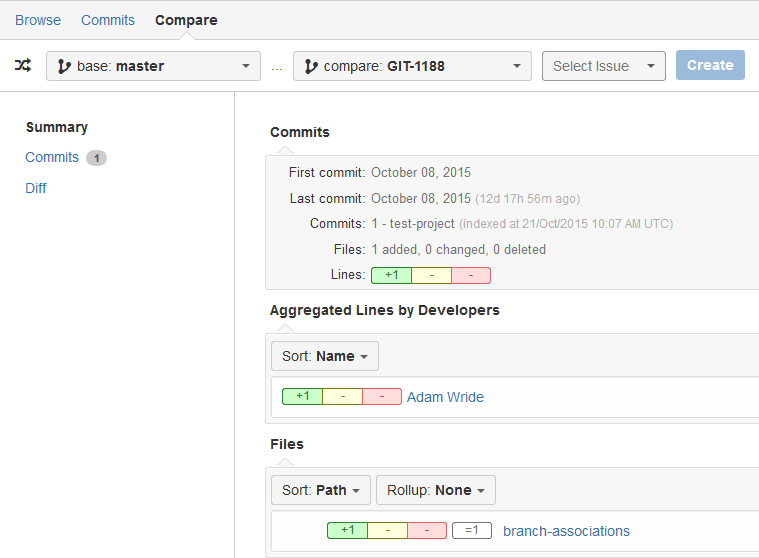 Browse Commits Compare
base: master ... compare: GIT-1188 Select Issue Create
Summary
Commits 1
Diff
Commits
First commit: October 08, 2015
Last commit: October 08, 2015 (12d 17h 56m ago)
Commits: 1 - test-project (indexed at 21/Oct/2015 10:07 AM UTC)
Files: 1 added, 0 changed, 0 deleted
Lines: +1 - -
Aggregated Lines by Developers
Sort: Name
+1 - - Adam Wride
Files
Sort: Path Rollup: None
+1 - - =1 branch-associations